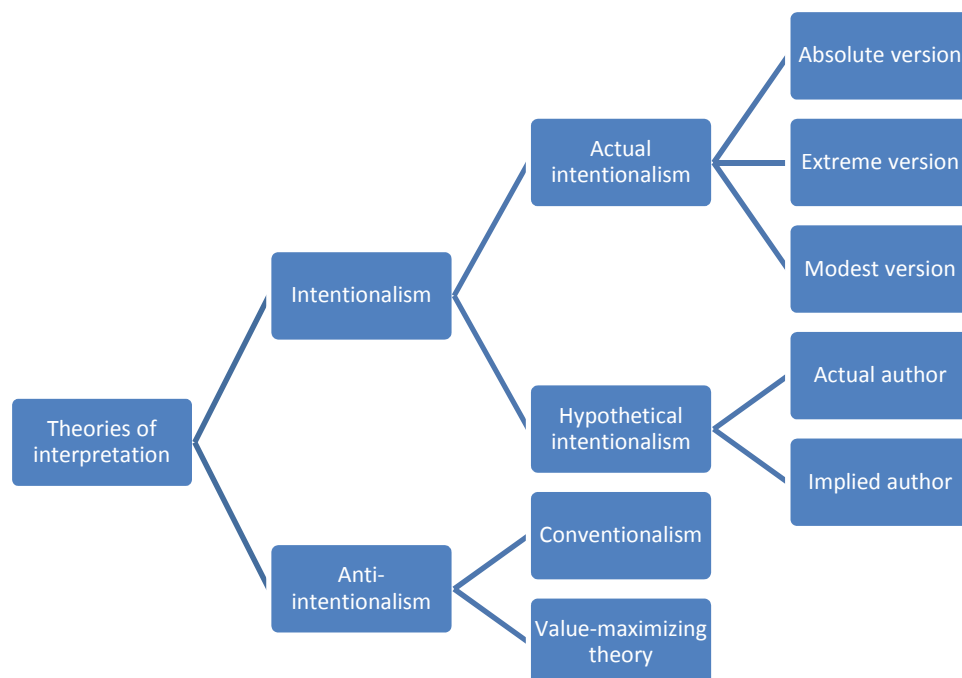 Theories of
interpretation
Intentionalism
Actual
intentionalism
Absolute version
Extreme version
Modest version
Hypothetical
intentionalism
Actual author
Implied author
Anti-
intentionalism
Conventionalism
Value-maximizing
theory